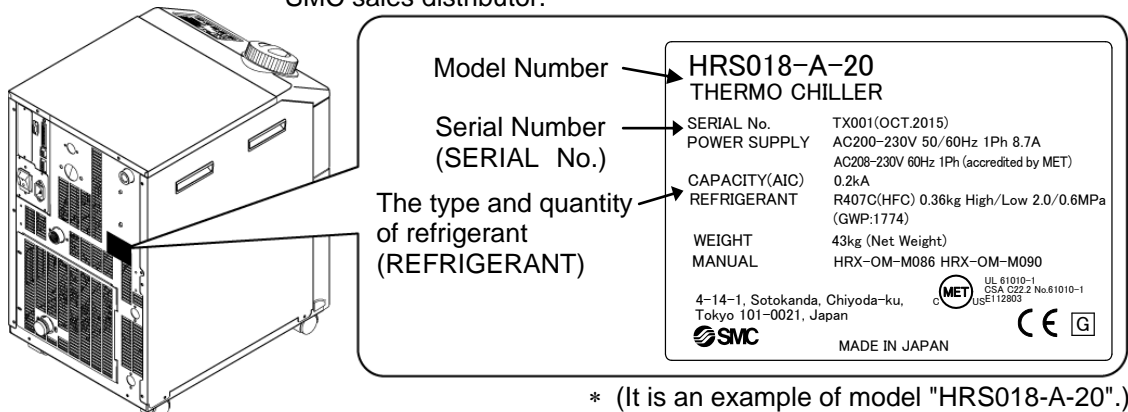 SMC sales distributor.
Model Number
Serial Number
(SERIAL No.)
The type and quantity
of refrigerant
(REFRIGERANT)
HRS018-A-20
THERMO CHILLER
SERIAL No. TX001(OCT.2015)
POWER SUPPLY AC200-230V 50/60Hz 1Ph 8.7A
AC208-230V 60Hz 1Ph (accredited by MET)
CAPACITY(AIC) 0.2kA
REFRIGERANT R407C(HFC) 0.36kg High/Low 2.0/0.6MPa
(GWP:1774)
WEIGHT 43kg (Net Weight)
MANUAL HRX-OM-M086 HRX-OM-M090
4-14-1, Sotokanda, Chiyoda-ku,
Tokyo 101-0021, Japan
C MET US
UL 61010-1
CSA C22.2 No.61010-1
E112803
SMC
MADE IN JAPAN
CE G
* (It is an example of model "HRS018-A-20".)